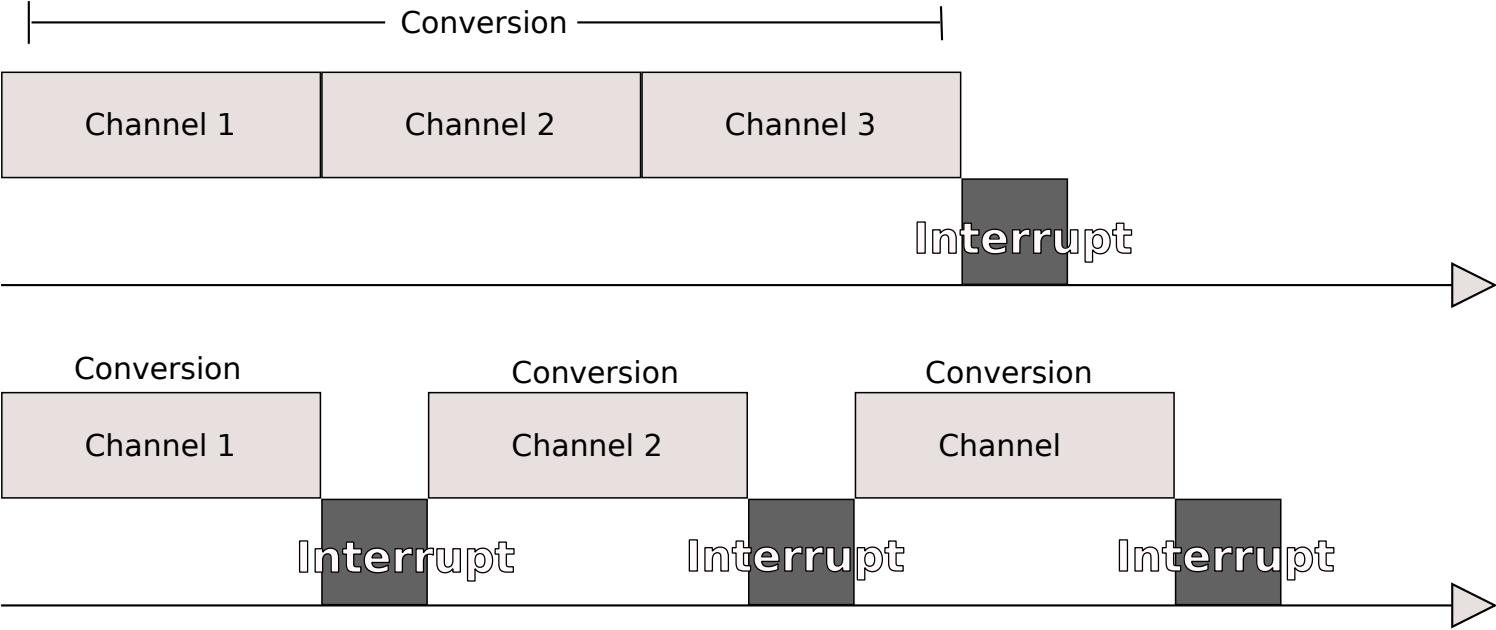 Conversion
Channel 1 Channel 2 Channel 3
Interrupt
Conversion Conversion Conversion
Channel 1 Channel 2 Channel
Interrupt Interrupt Interrupt